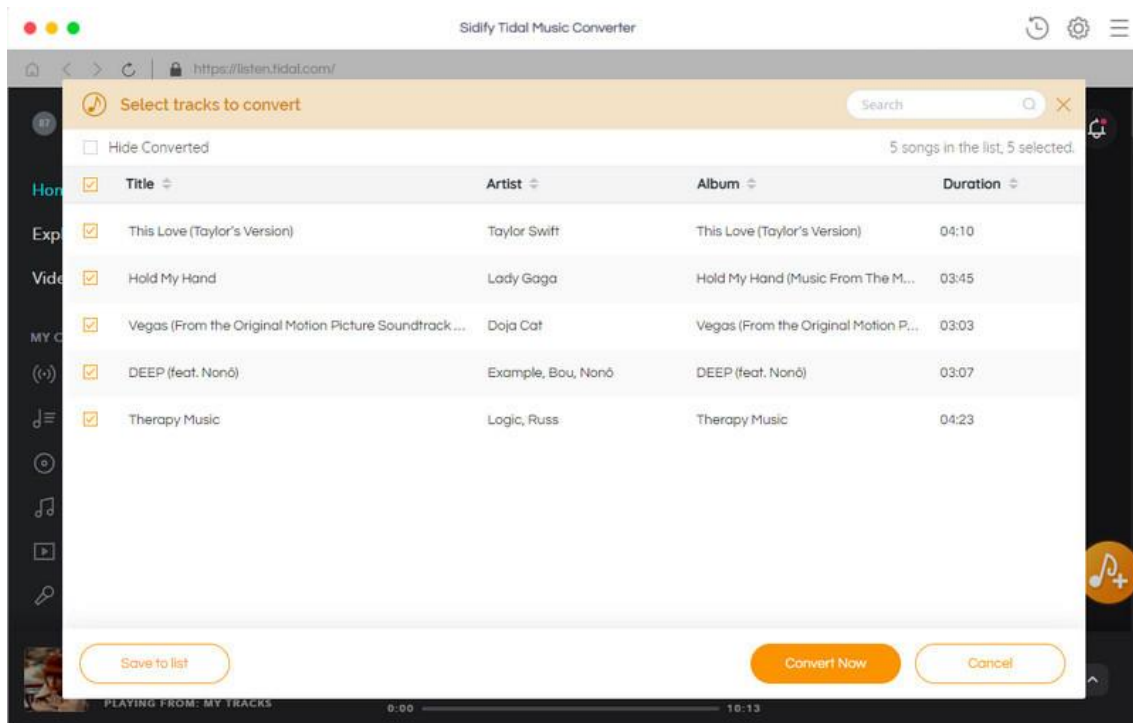 Sidify Tidal Music Converter
https://listen.tidal.com/
Select tracks to convert
Search
87
Hide Converted
5 songs in the list, 5 selected.
Hom
Title Artist Album Duration
Expl
This Love (Taylor's Version) Taylor Swift This Love (Taylor's Version) 04:10
Vide
Hold My Hand Lady Gaga Hold My Hand (Music From The M... 03:45
Vegas (From the Original Motion Picture Soundtrack ... Doja Cat Vegas (From the Original Motion P... 03:03
MY C
DEEP (feat. Nonô) Example, Bou, Nonô DEEP (feat. Nonô) 03:07
Therapy Music Logic, Russ Therapy Music 04:23
Save to list
Convert Now
Cancel
PLAYING FROM: MY TRACKS
0:00
10:13